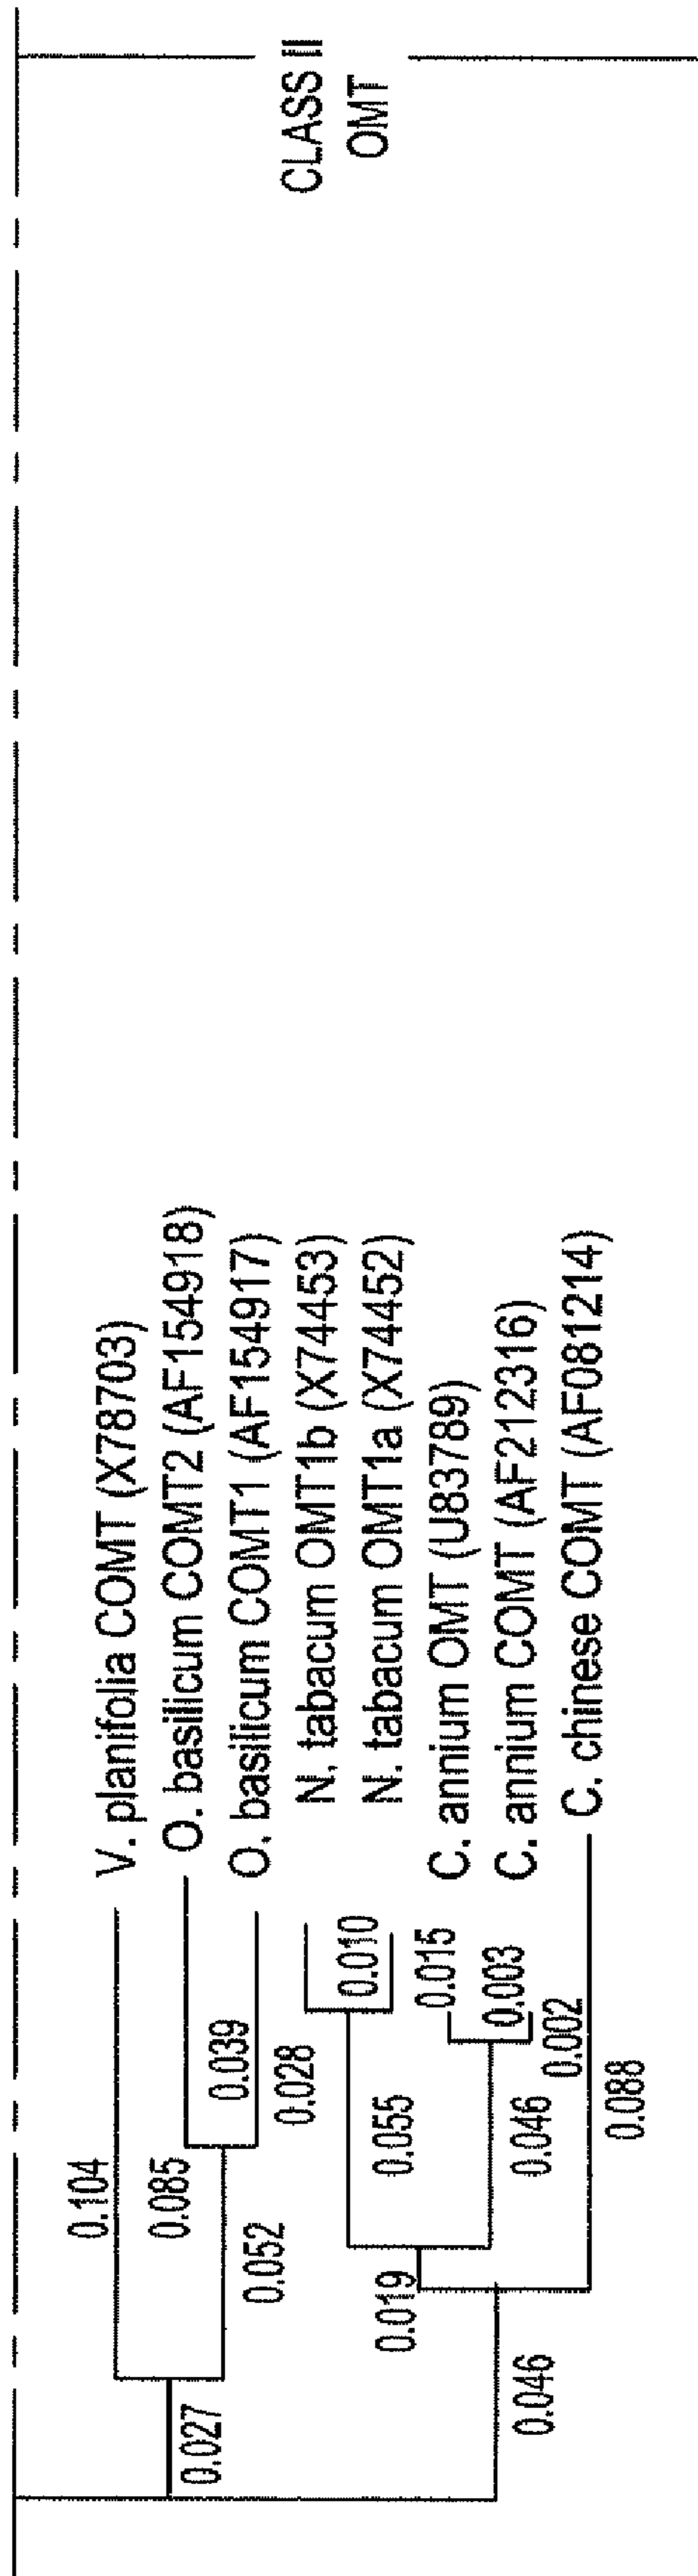 V. planifolia COMT (X78703)
O. basilicum COMT2 (AF154918)
O. basilicum COMT1 (AF154917)
N. tabacum OMT1b (X74453)
N. tabacum OMT1a (X74452)
C. annium OMT (U83789)
C. annium COMT (AF212316)
C. chinese COMT (AF081214)
0.104
0.085
0.039
0.028
0.052
0.027
0.010
0.015
0.003
0.002
0.055
0.046
0.088
0.019
0.046
CLASS II
OMT